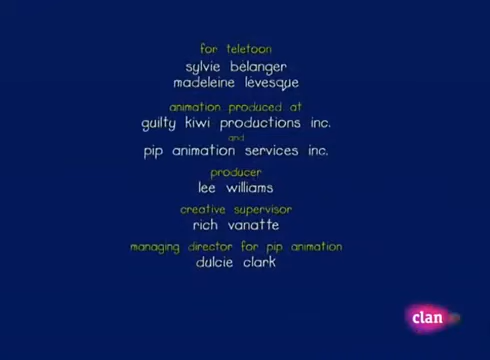 for teletoon
sylvie belanger
madeleine levesque
animation produced at
guilty kiwi productions inc.
and
pip animation services inc.
producer
lee williams
creative supervisor
rich vanatte
managing director for pip animation
dulcie clark
clan